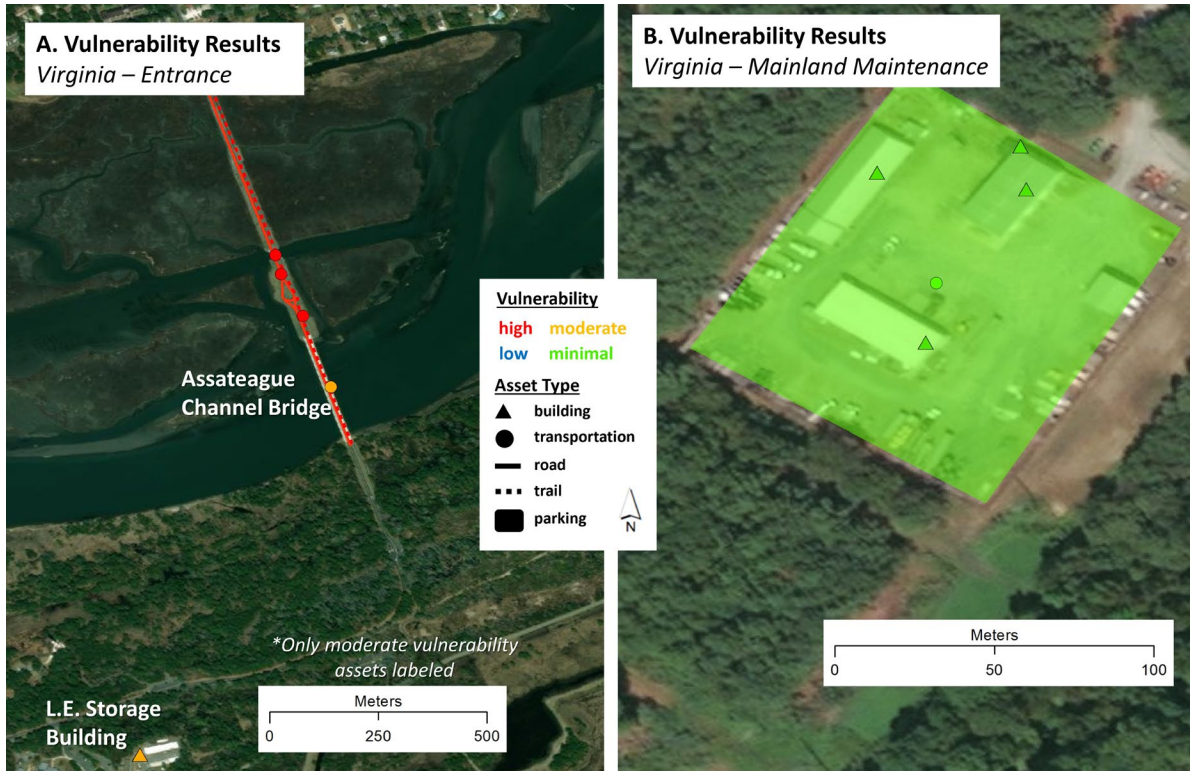 A. Vulnerability Results
Virginia – Entrance
Assateague
Channel Bridge
*Only moderate vulnerability
assets labeled
Meters
0 250 500
L.E. Storage
Building
Vulnerability
high moderate
low minimal
Asset Type
building
transportation
road
trail
parking
N
B. Vulnerability Results
Virginia – Mainland Maintenance
Meters
0 50 100